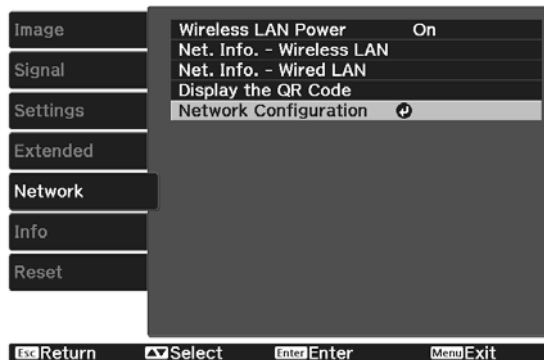 Image
Signal
Settings
Extended
Network
Info
Reset
Wireless LAN Power On
Net. Info. - Wireless LAN
Net. Info. - Wired LAN
Display the QR Code
Network Configuration
Esc Return Select Enter Enter Menu Exit